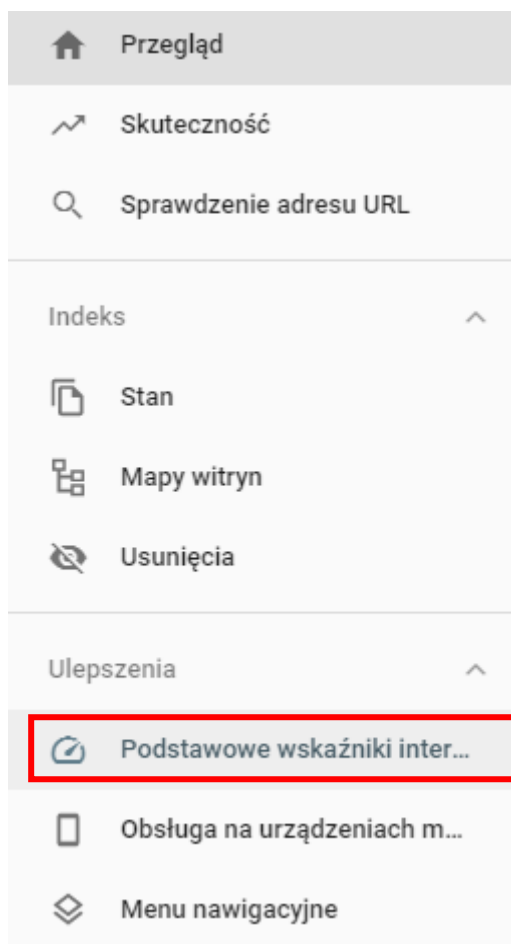 Przegląd
Skuteczność
Sprawdzenie adresu URL
Indeks
Stan
Mapy witryn
Usunięcia
Ulepszenia
Podstawowe wskaźniki inter...
Obsługa na urządzeniach m...
Menu nawigacyjne